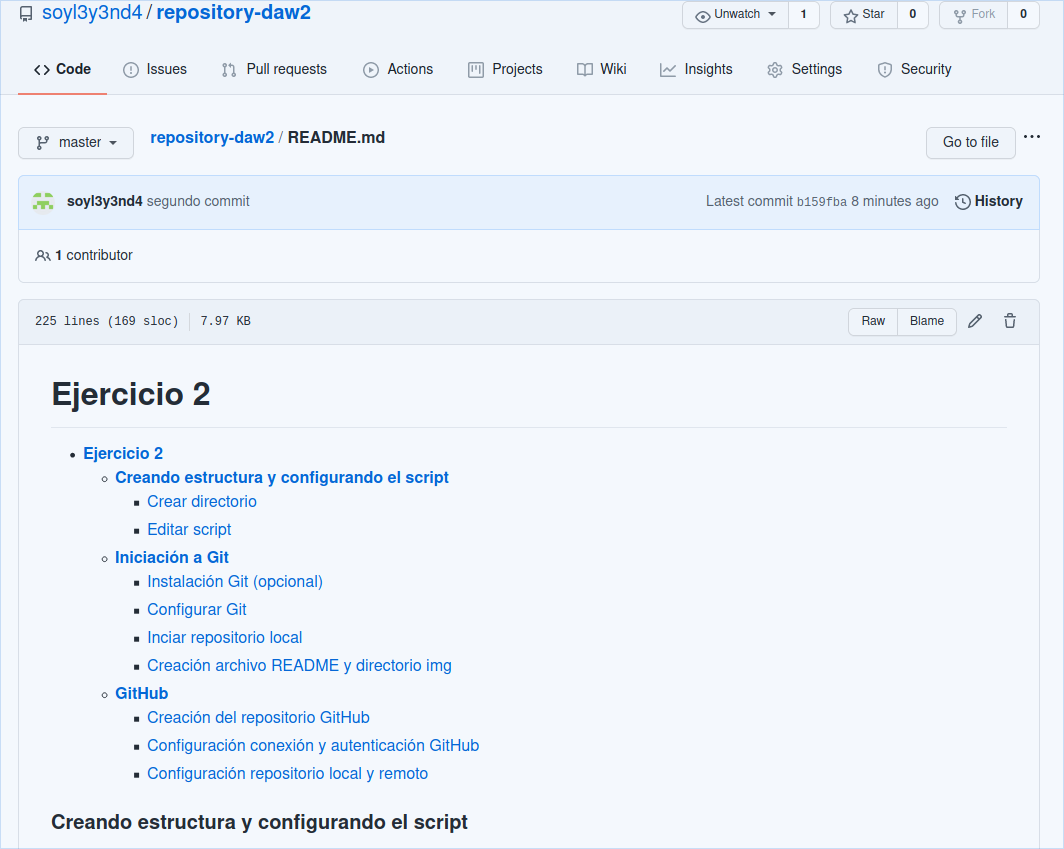 soyl3y3nd4 / repository-daw2 Unwatch 1 Star 0 Fork 0
Code Issues Pull requests Actions Projects Wiki Insights Settings Security
master repository-daw2 / README.md Go to file ...
soyl3y3nd4 segundo commit Latest commit b159fba 8 minutes ago History
1 contributor
225 lines (169 sloc) 7.97 KB Raw Blame
Ejercicio 2
Ejercicio 2
Creando estructura y configurando el script
Crear directorio
Editar script
Iniciación a Git
Instalación Git (opcional)
Configurar Git
Inciar repositorio local
Creación archivo README y directorio img
GitHub
Creación del repositorio GitHub
Configuración conexión y autenticación GitHub
Configuración repositorio local y remoto
Creando estructura y configurando el script